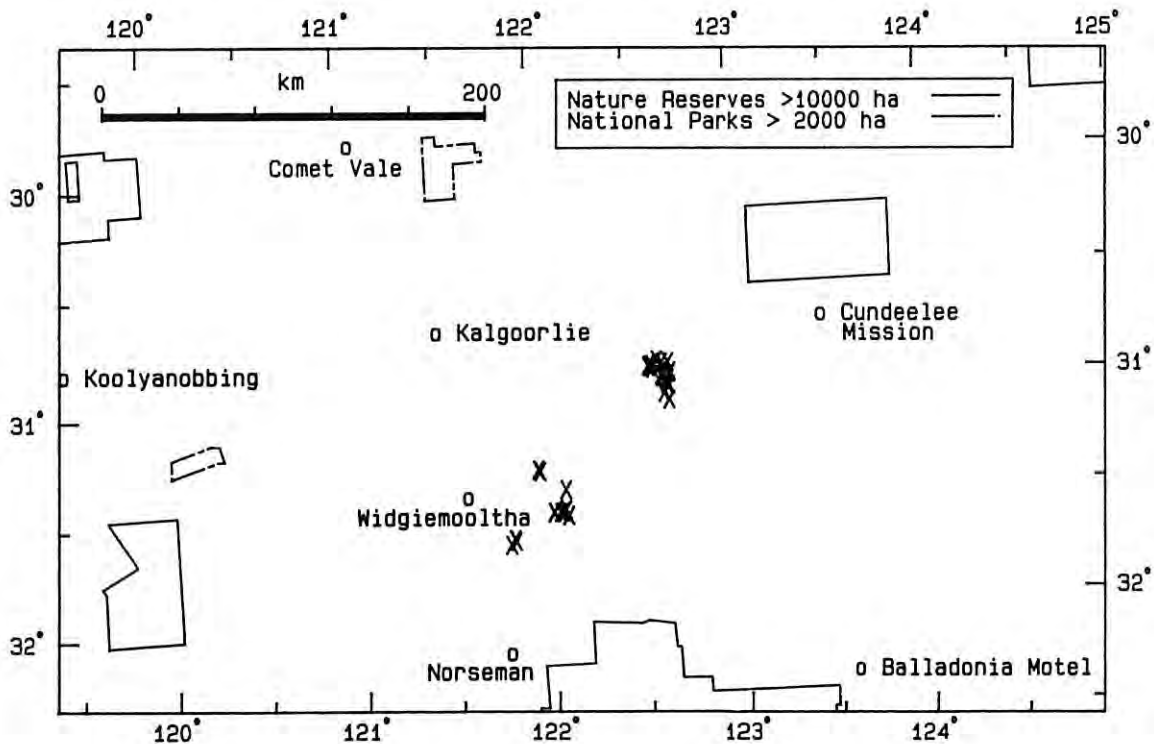 120° 121° 122° 123° 124° 125°
km
0 200
Nature Reserves >10000 ha
National Parks > 2000 ha
30°
Comet Vale
30°
Cundeelee
Mission
Kalgoorlie
31°
Koolyanobbing
31°
Widgiemooltha
32°
32°
Norseman
Balladonia Motel
120° 121° 122° 123° 124°